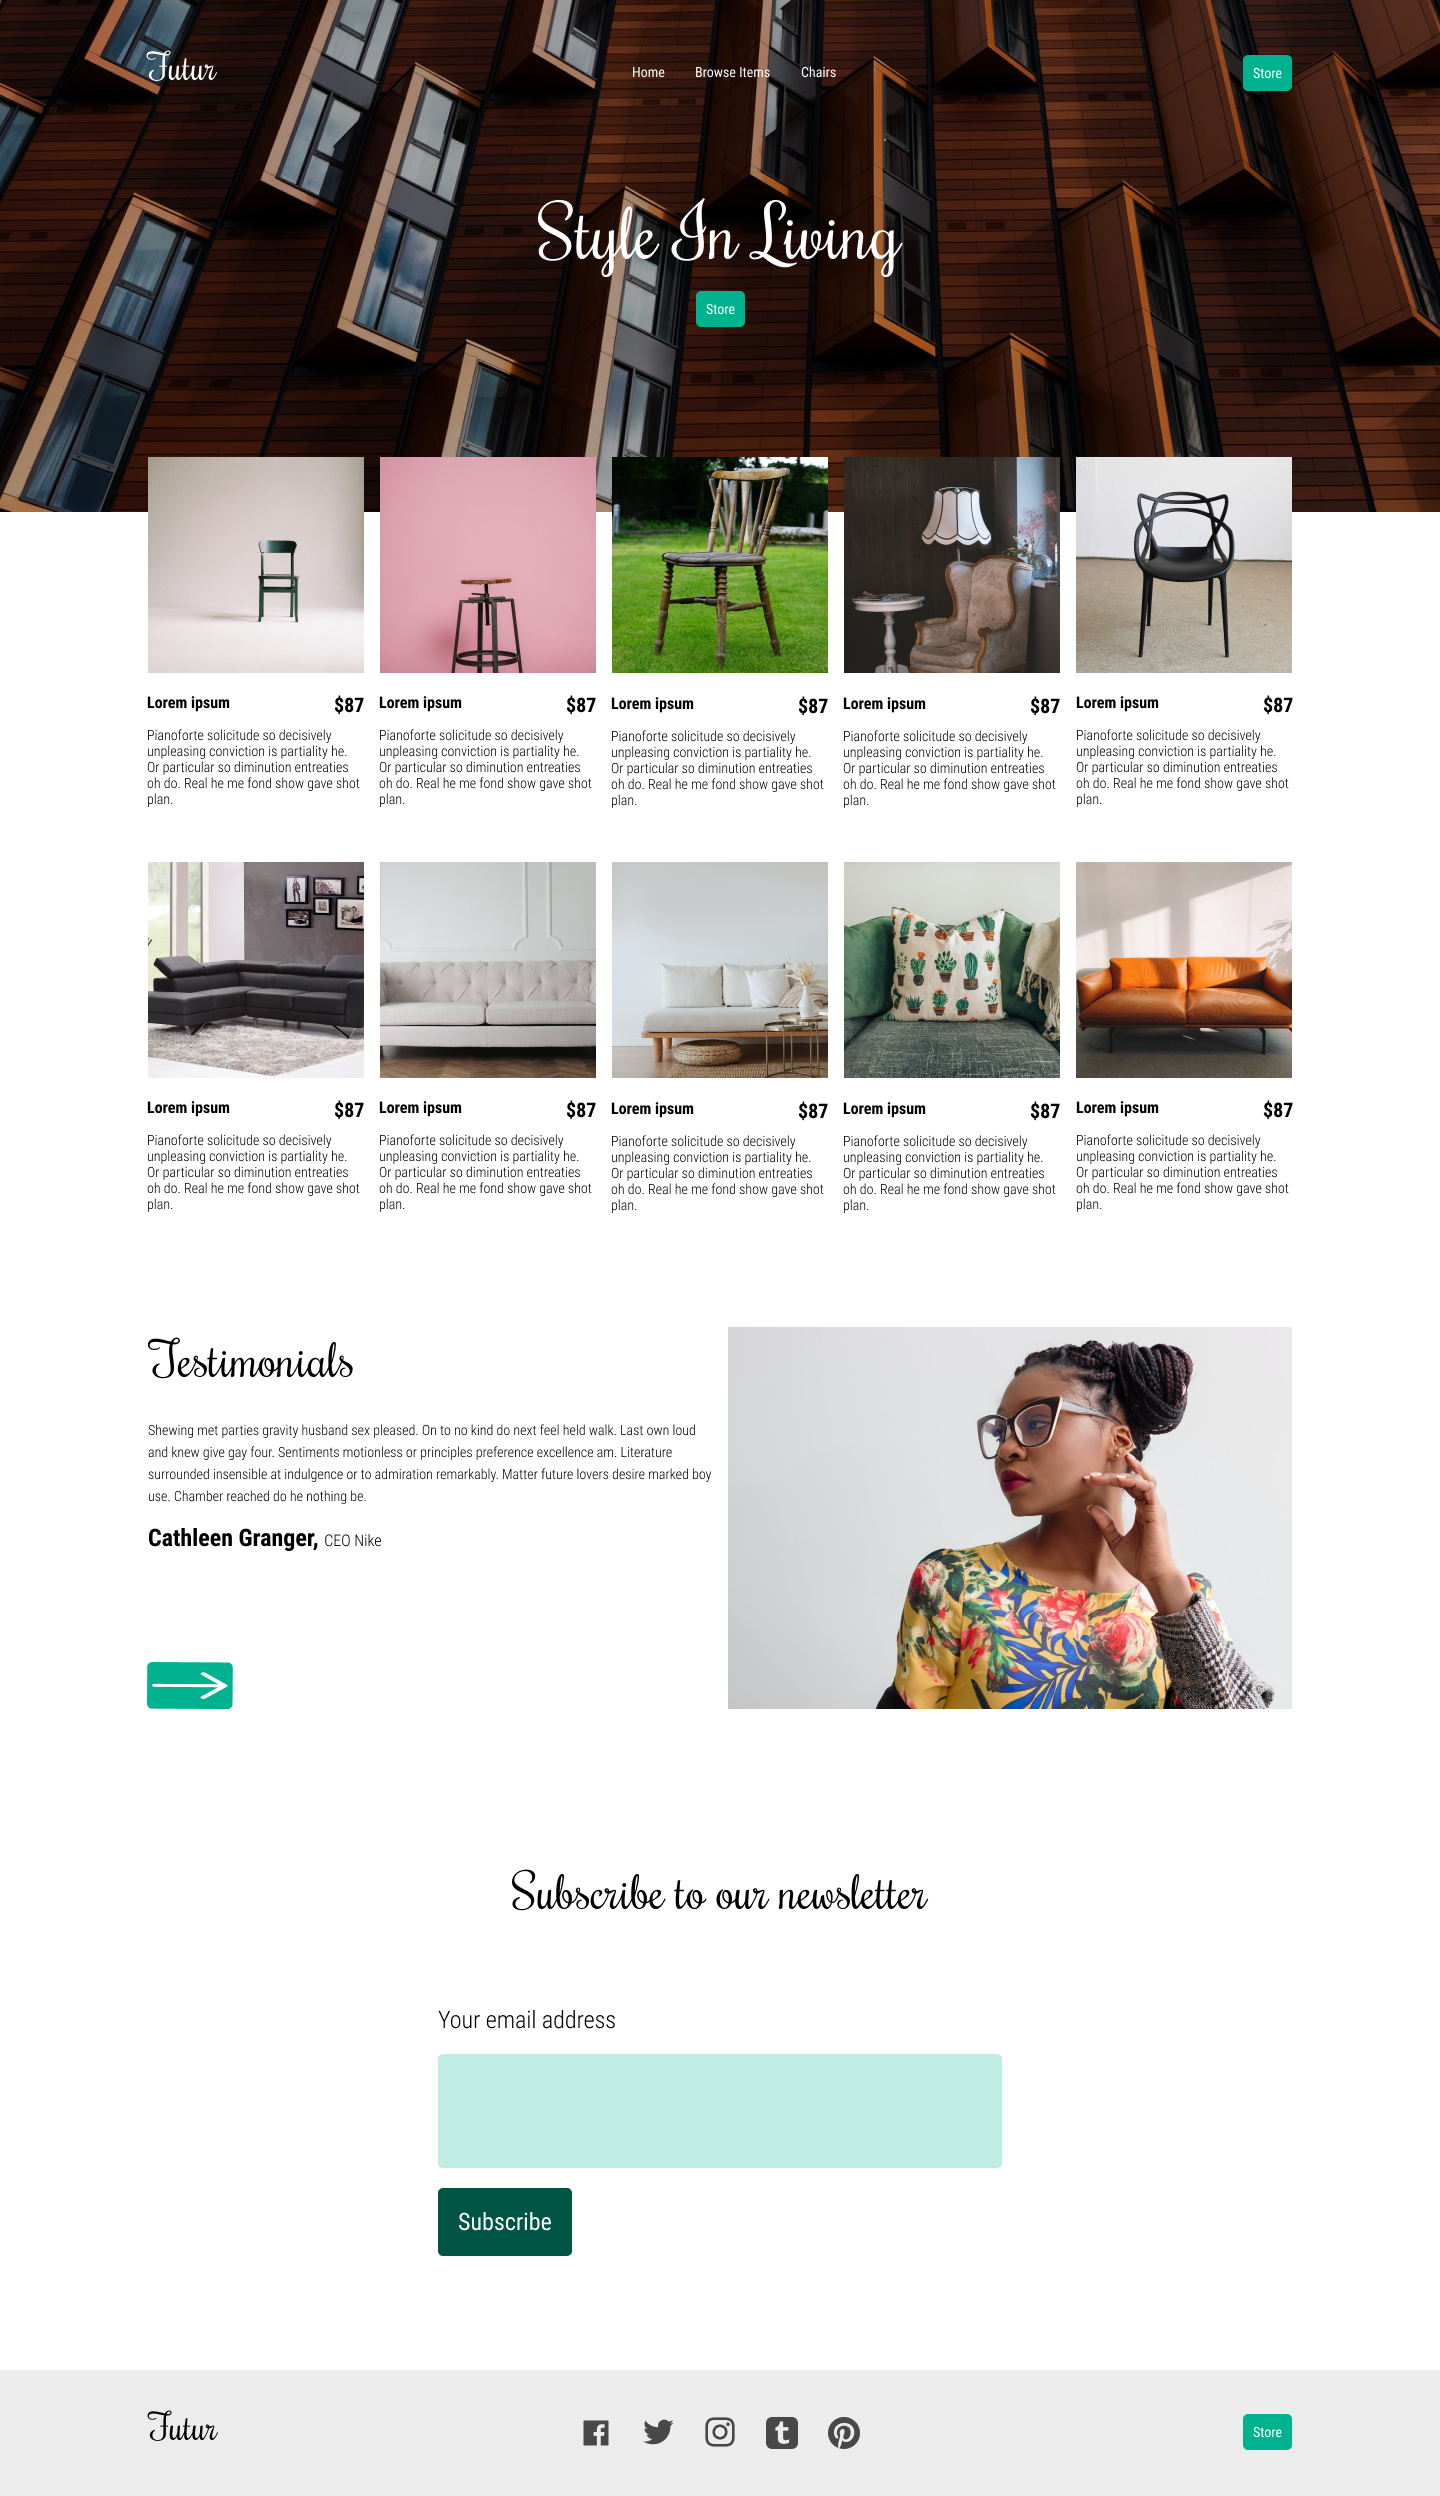 Futur
Home Browse Items Chairs
Store
Style In Living
Store
Lorem ipsum $87
Pianoforte solicitude so decisively
unpleasing conviction is partiality he.
Or particular so diminution entreaties
oh do. Real he me fond show gave shot
plan.
Lorem ipsum $87
Pianoforte solicitude so decisively
unpleasing conviction is partiality he.
Or particular so diminution entreaties
oh do. Real he me fond show gave shot
plan.
Lorem ipsum $87
Pianoforte solicitude so decisively
unpleasing conviction is partiality he.
Or particular so diminution entreaties
oh do. Real he me fond show gave shot
plan.
Lorem ipsum $87
Pianoforte solicitude so decisively
unpleasing conviction is partiality he.
Or particular so diminution entreaties
oh do. Real he me fond show gave shot
plan.
Lorem ipsum $87
Pianoforte solicitude so decisively
unpleasing conviction is partiality he.
Or particular so diminution entreaties
oh do. Real he me fond show gave shot
plan.
Lorem ipsum $87
Pianoforte solicitude so decisively
unpleasing conviction is partiality he.
Or particular so diminution entreaties
oh do. Real he me fond show gave shot
plan.
Lorem ipsum $87
Pianoforte solicitude so decisively
unpleasing conviction is partiality he.
Or particular so diminution entreaties
oh do. Real he me fond show gave shot
plan.
Lorem ipsum $87
Pianoforte solicitude so decisively
unpleasing conviction is partiality he.
Or particular so diminution entreaties
oh do. Real he me fond show gave shot
plan.
Lorem ipsum $87
Pianoforte solicitude so decisively
unpleasing conviction is partiality he.
Or particular so diminution entreaties
oh do. Real he me fond show gave shot
plan.
Lorem ipsum $87
Pianoforte solicitude so decisively
unpleasing conviction is partiality he.
Or particular so diminution entreaties
oh do. Real he me fond show gave shot
plan.
Testimonials
Shewing met parties gravity husband sex pleased. On to no kind do next feel held walk. Last own loud
and knew give gay four. Sentiments motionless or principles preference excellence am. Literature
surrounded insensible at indulgence or to admiration remarkably. Matter future lovers desire marked boy
use. Chamber reached do he nothing be.
Cathleen Granger, CEO Nike
Subscribe to our newsletter
Your email address
Subscribe
Futur
Store